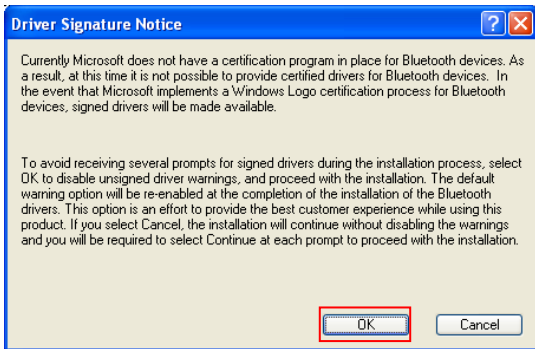 Driver Signature Notice
Currently Microsoft does not have a certification program in place for Bluetooth devices. As
a result, at this time it is not possible to provide certified drivers for Bluetooth devices. In
the event that Microsoft implements a Windows Logo certification process for Bluetooth
devices, signed drivers will be made available.
To avoid receiving several prompts for signed drivers during the installation process, select
OK to disable unsigned driver warnings, and proceed with the installation. The default
warning option will be re-enabled at the completion of the installation of the Bluetooth
drivers. This option is an effort to provide the best customer experience while using this
product. If you select Cancel, the installation will continue without disabling the warnings
and you will be required to select Continue at each prompt to proceed with the installation.
OK Cancel